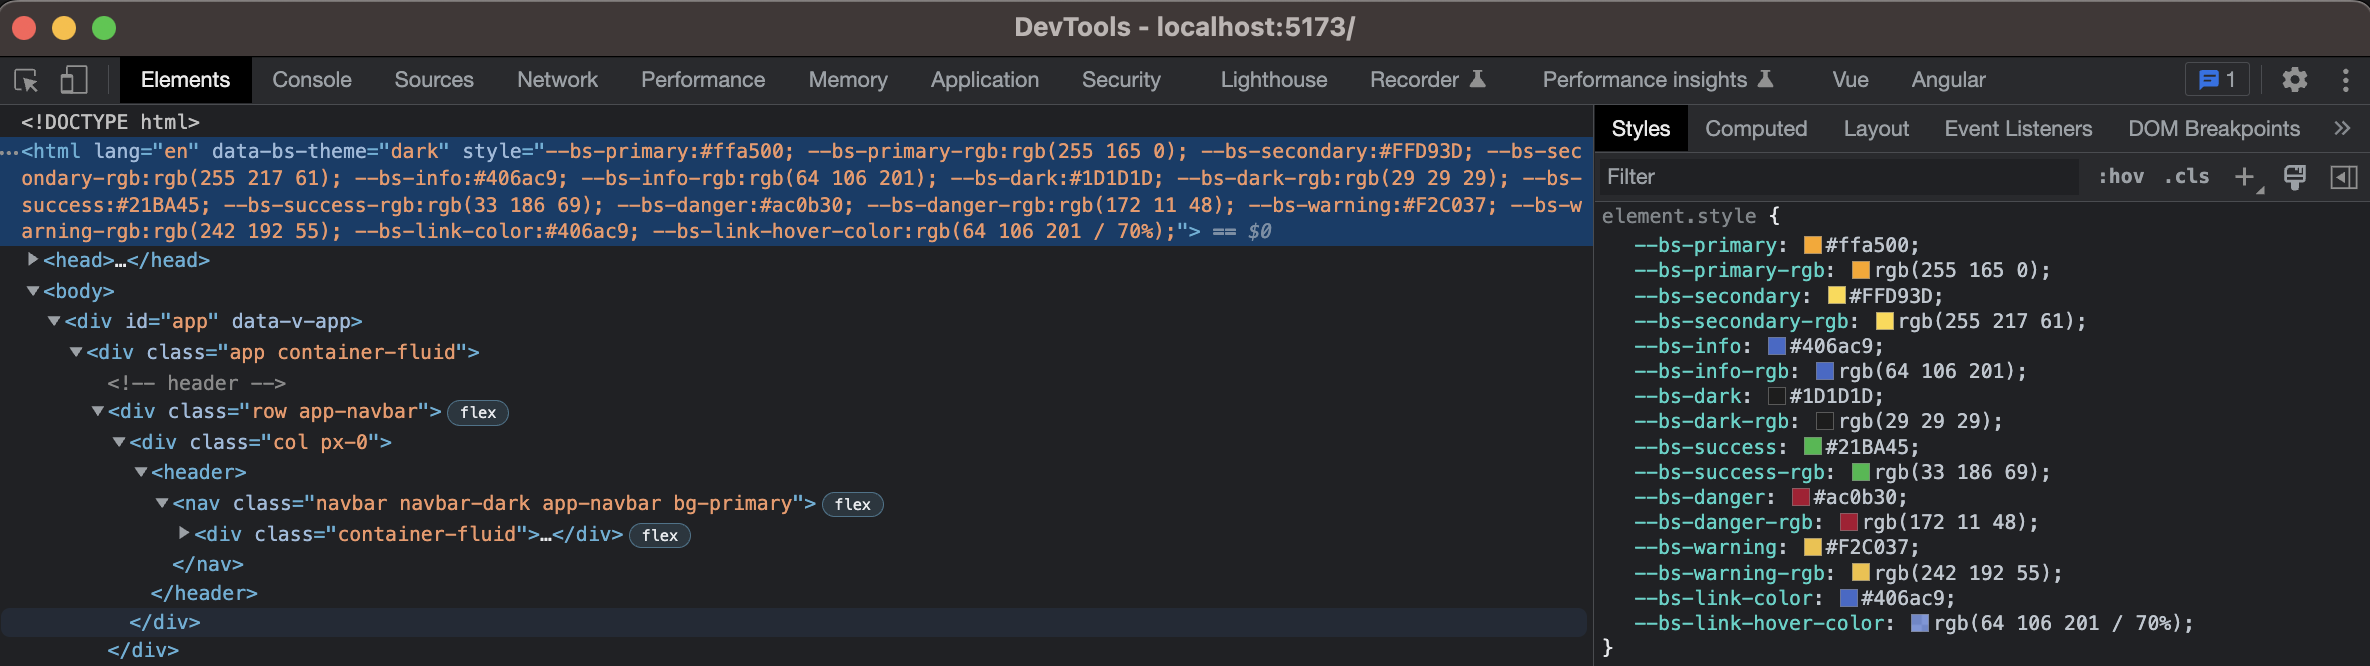 DevTools - localhost:5173/
Elements Console Sources Network Performance Memory Application Security Lighthouse Recorder Performance insights Vue Angular 1
<!DOCTYPE html>
…<html lang="en" data-bs-theme="dark" style="--bs-primary:#ffa500; --bs-primary-rgb:rgb(255 165 0); --bs-secondary:#FFD93D; --bs-sec
ondary-rgb:rgb(255 217 61); --bs-info:#406ac9; --bs-info-rgb:rgb(64 106 201); --bs-dark:#1D1D1D; --bs-dark-rgb:rgb(29 29 29); --bs-
success:#21BA45; --bs-success-rgb:rgb(33 186 69); --bs-danger:#ac0b30; --bs-danger-rgb:rgb(172 11 48); --bs-warning:#F2C037; --bs-w
arning-rgb:rgb(242 192 55); --bs-link-color:#406ac9; --bs-link-hover-color:rgb(64 106 201 / 70%);"> == $0
<head>…</head>
<body>
<div id="app" data-v-app>
<div class="app container-fluid">
<!-- header -->
<div class="row app-navbar"> flex
<div class="col px-0">
<header>
<nav class="navbar navbar-dark app-navbar bg-primary"> flex
<div class="container-fluid">…</div> flex
</nav>
</header>
</div>
</div>
Styles Computed Layout Event Listeners DOM Breakpoints »
Filter :hov .cls +
element.style {
--bs-primary: #ffa500;
--bs-primary-rgb: rgb(255 165 0);
--bs-secondary: #FFD93D;
--bs-secondary-rgb: rgb(255 217 61);
--bs-info: #406ac9;
--bs-info-rgb: rgb(64 106 201);
--bs-dark: #1D1D1D;
--bs-dark-rgb: rgb(29 29 29);
--bs-success: #21BA45;
--bs-success-rgb: rgb(33 186 69);
--bs-danger: #ac0b30;
--bs-danger-rgb: rgb(172 11 48);
--bs-warning: #F2C037;
--bs-warning-rgb: rgb(242 192 55);
--bs-link-color: #406ac9;
--bs-link-hover-color: rgb(64 106 201 / 70%);
}